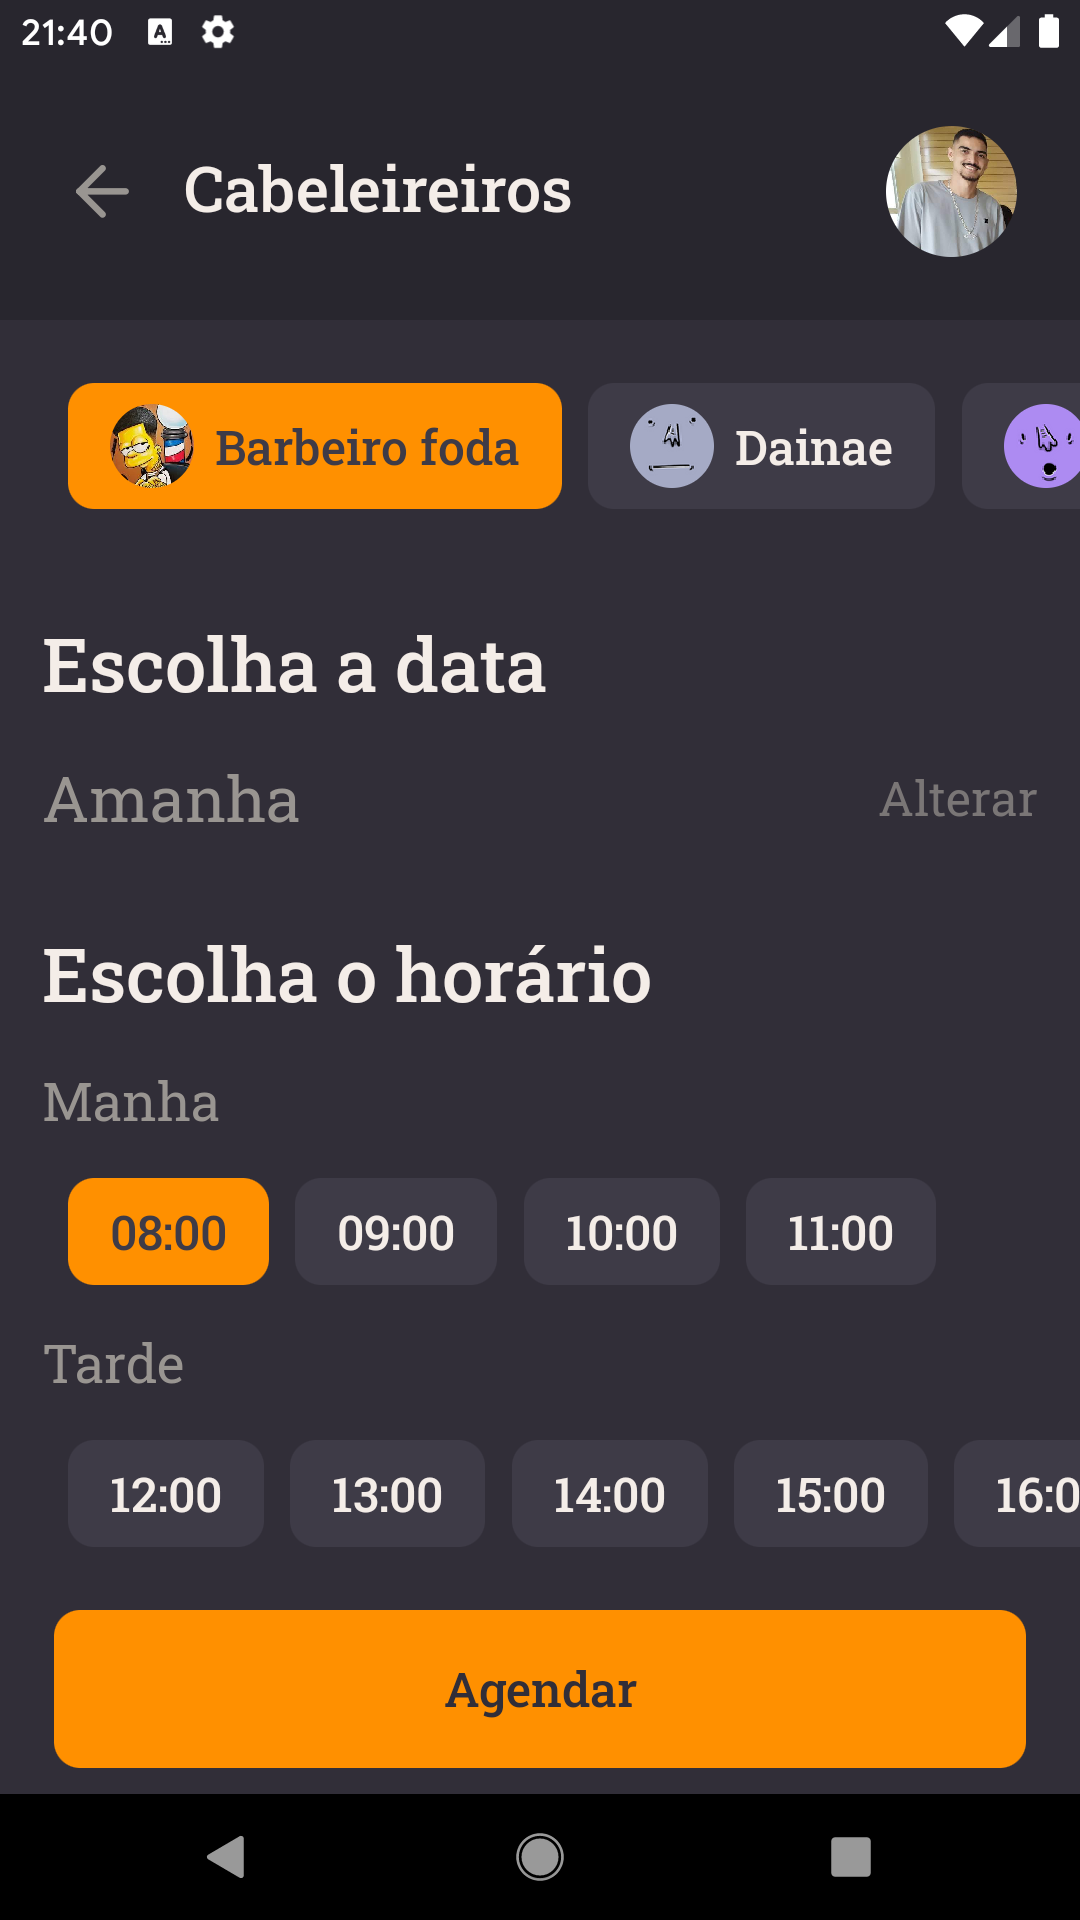 21:40
Cabeleireiros
Barbeiro foda
Dainae
Escolha a data
Amanha
Alterar
Escolha o horário
Manha
08:00
09:00
10:00
11:00
Tarde
12:00
13:00
14:00
15:00
16:0
Agendar